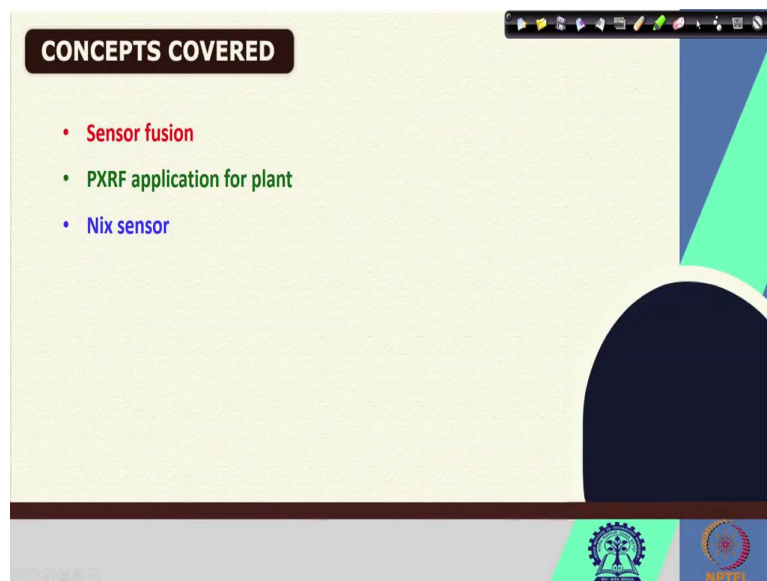 CONCEPTS COVERED
• Sensor fusion
• PXRF application for plant
• Nix sensor
NPTEL